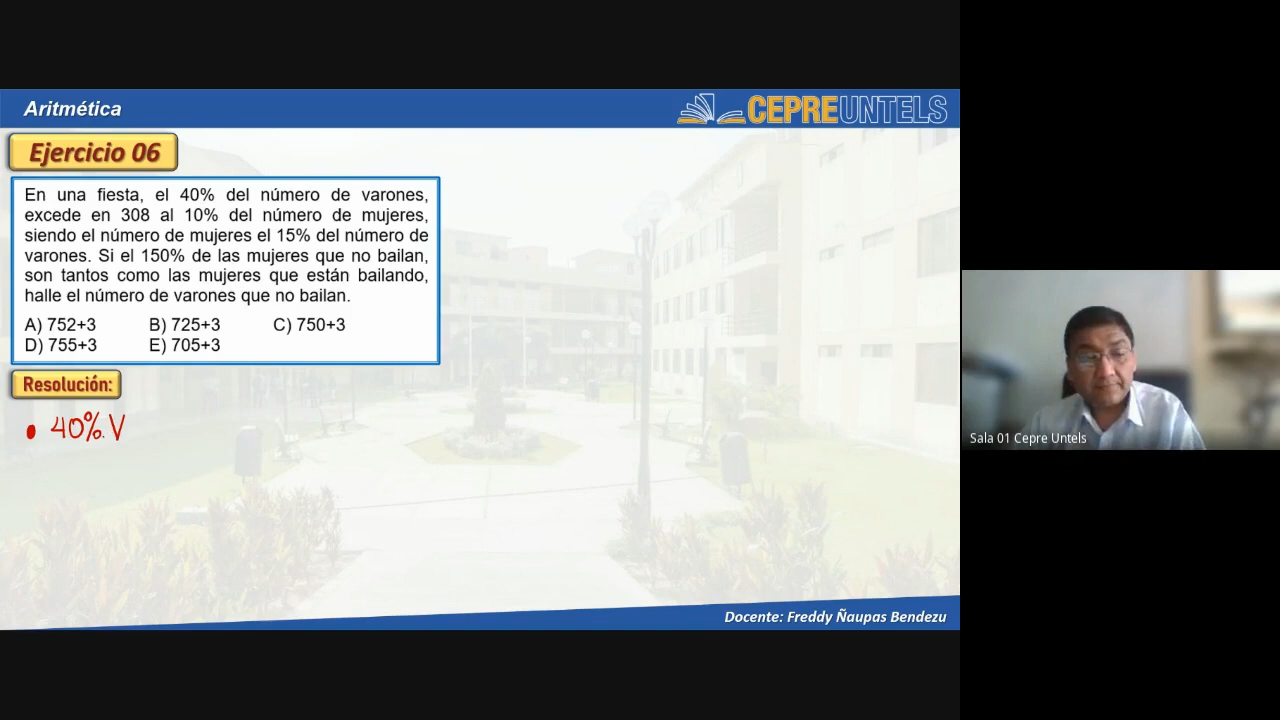 Aritmética
CEPREUNTELS
Ejercicio 06
En una fiesta, el 40% del número de varones,
excede en 308 al 10% del número de mujeres,
siendo el número de mujeres el 15% del número de
varones. Si el 150% de las mujeres que no bailan,
son tantos como las mujeres que están bailando,
halle el número de varones que no bailan.
A) 752+3 B) 725+3 C) 750+3
D) 755+3 E) 705+3
Resolución:
• 40%.V
Sala 01 Cepre Untels
Docente: Freddy Ñaupas Bendezu